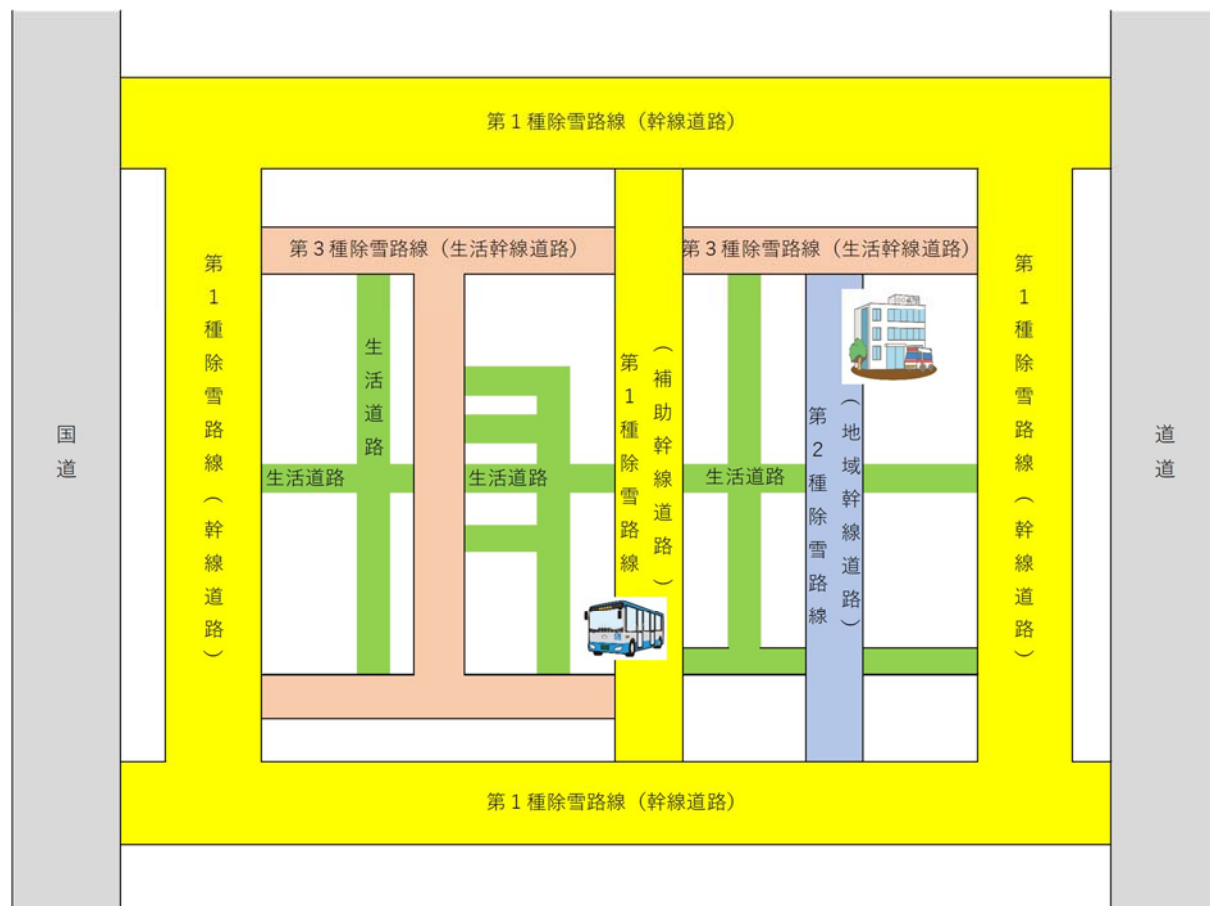 第１種除雪路線（幹線道路）
第３種除雪路線（生活幹線道路）
第３種除雪路線（生活幹線道路）
第１種除雪路線（幹線道路）
生活道路
第１種除雪路線
（補助幹線道路）
第２種除雪路線
（地域幹線道路）
第１種除雪路線（幹線道路）
国道
道道
生活道路
生活道路
生活道路
第１種除雪路線（幹線道路）